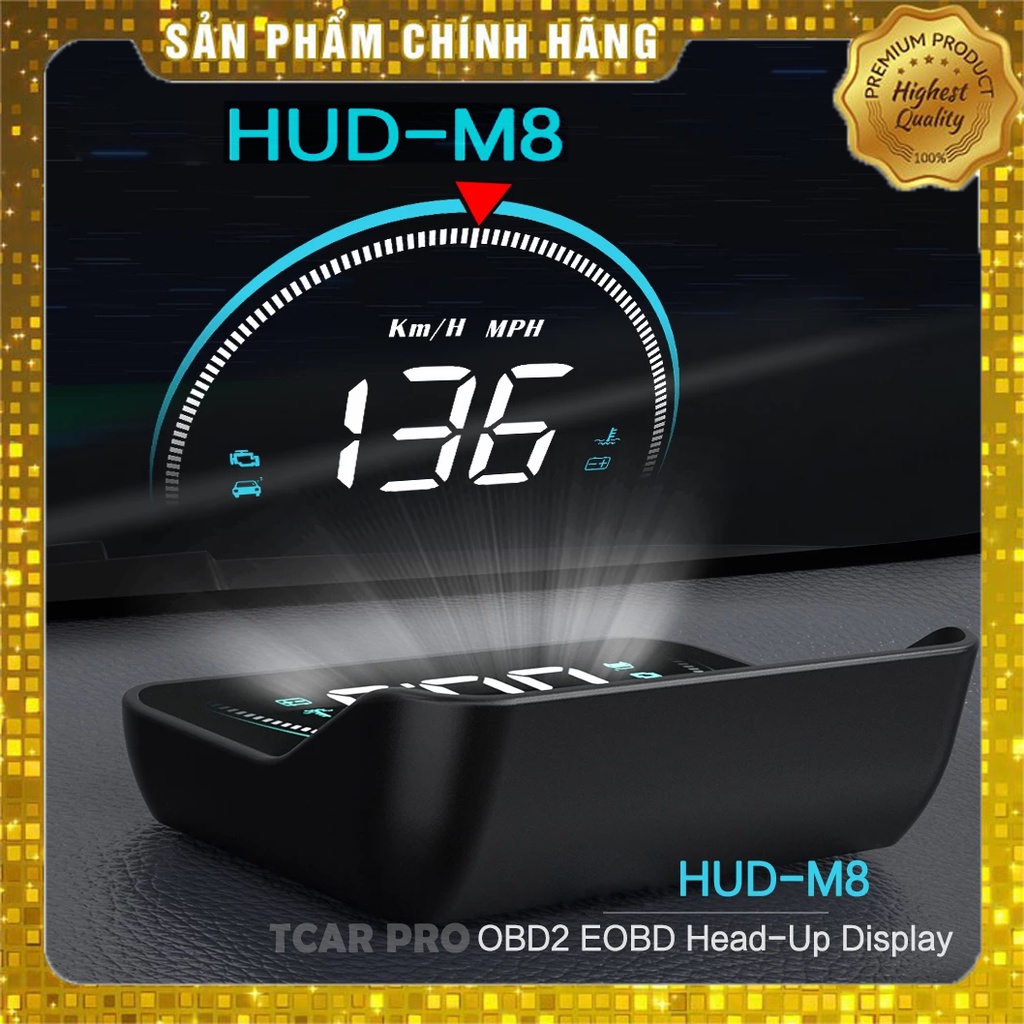 SẢN PHẨM CHÍNH HÃNG
PREMIUM PRODUCT
Highest
Quality
100%
HUD-M8
Km/H MPH
136
HUD-M8
TCAR PRO OBD2 EOBD Head-Up Display